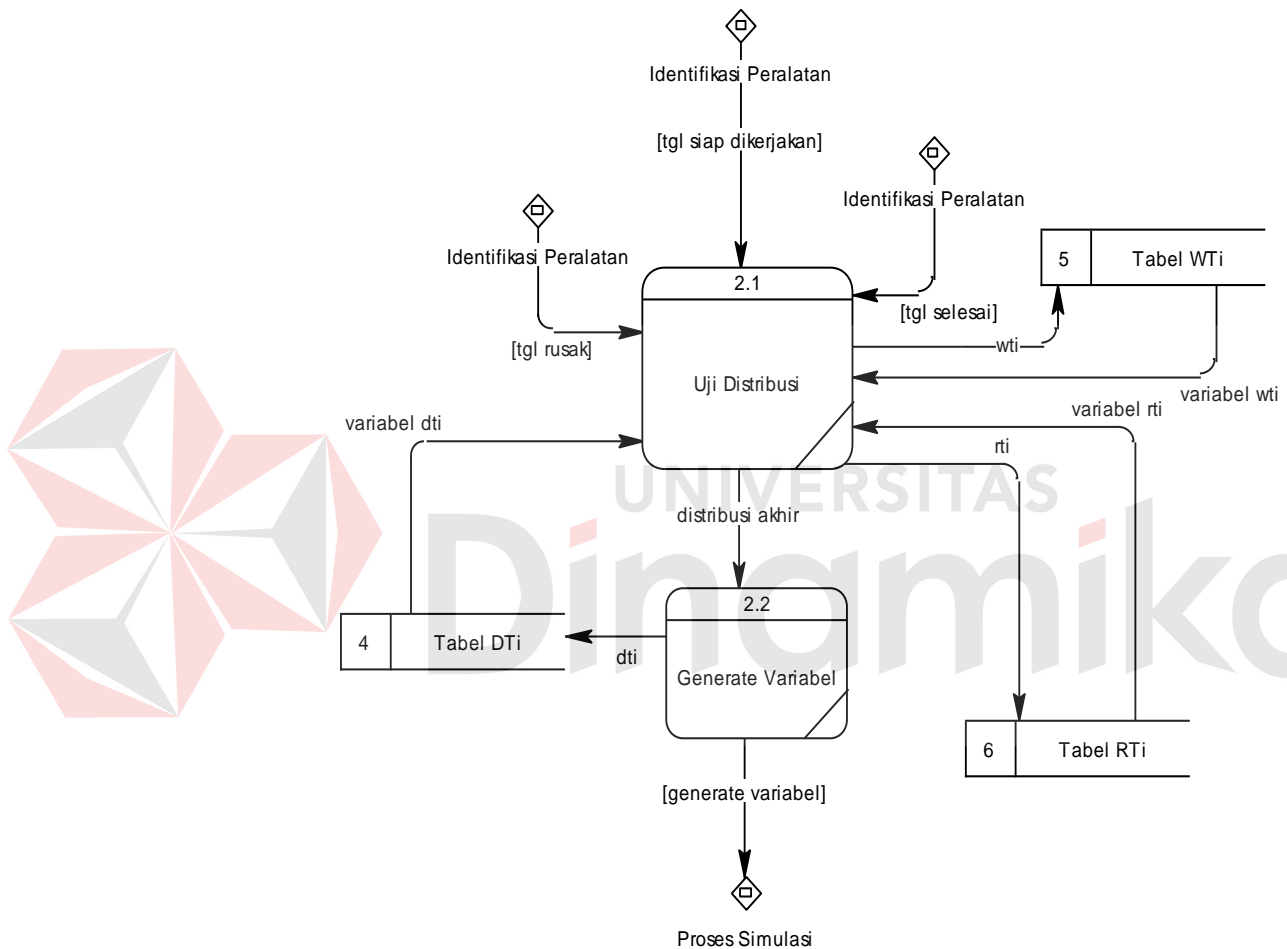 Identifikasi Peralatan
[tgl siap dikerjakan]
Identifikasi Peralatan
Identifikasi Peralatan
5
Tabel WTi
2.1
[tgl selesai]
[tgl rusak]
wti
Uji Distribusi
variabel wti
variabel dti
variabel rti
rti
UNIVERSITAS
distribusi akhir
Dinamika
2.2
4
Tabel DTi
dti
Generate Variabel
6
Tabel RTi
[generate variabel]
Proses Simulasi